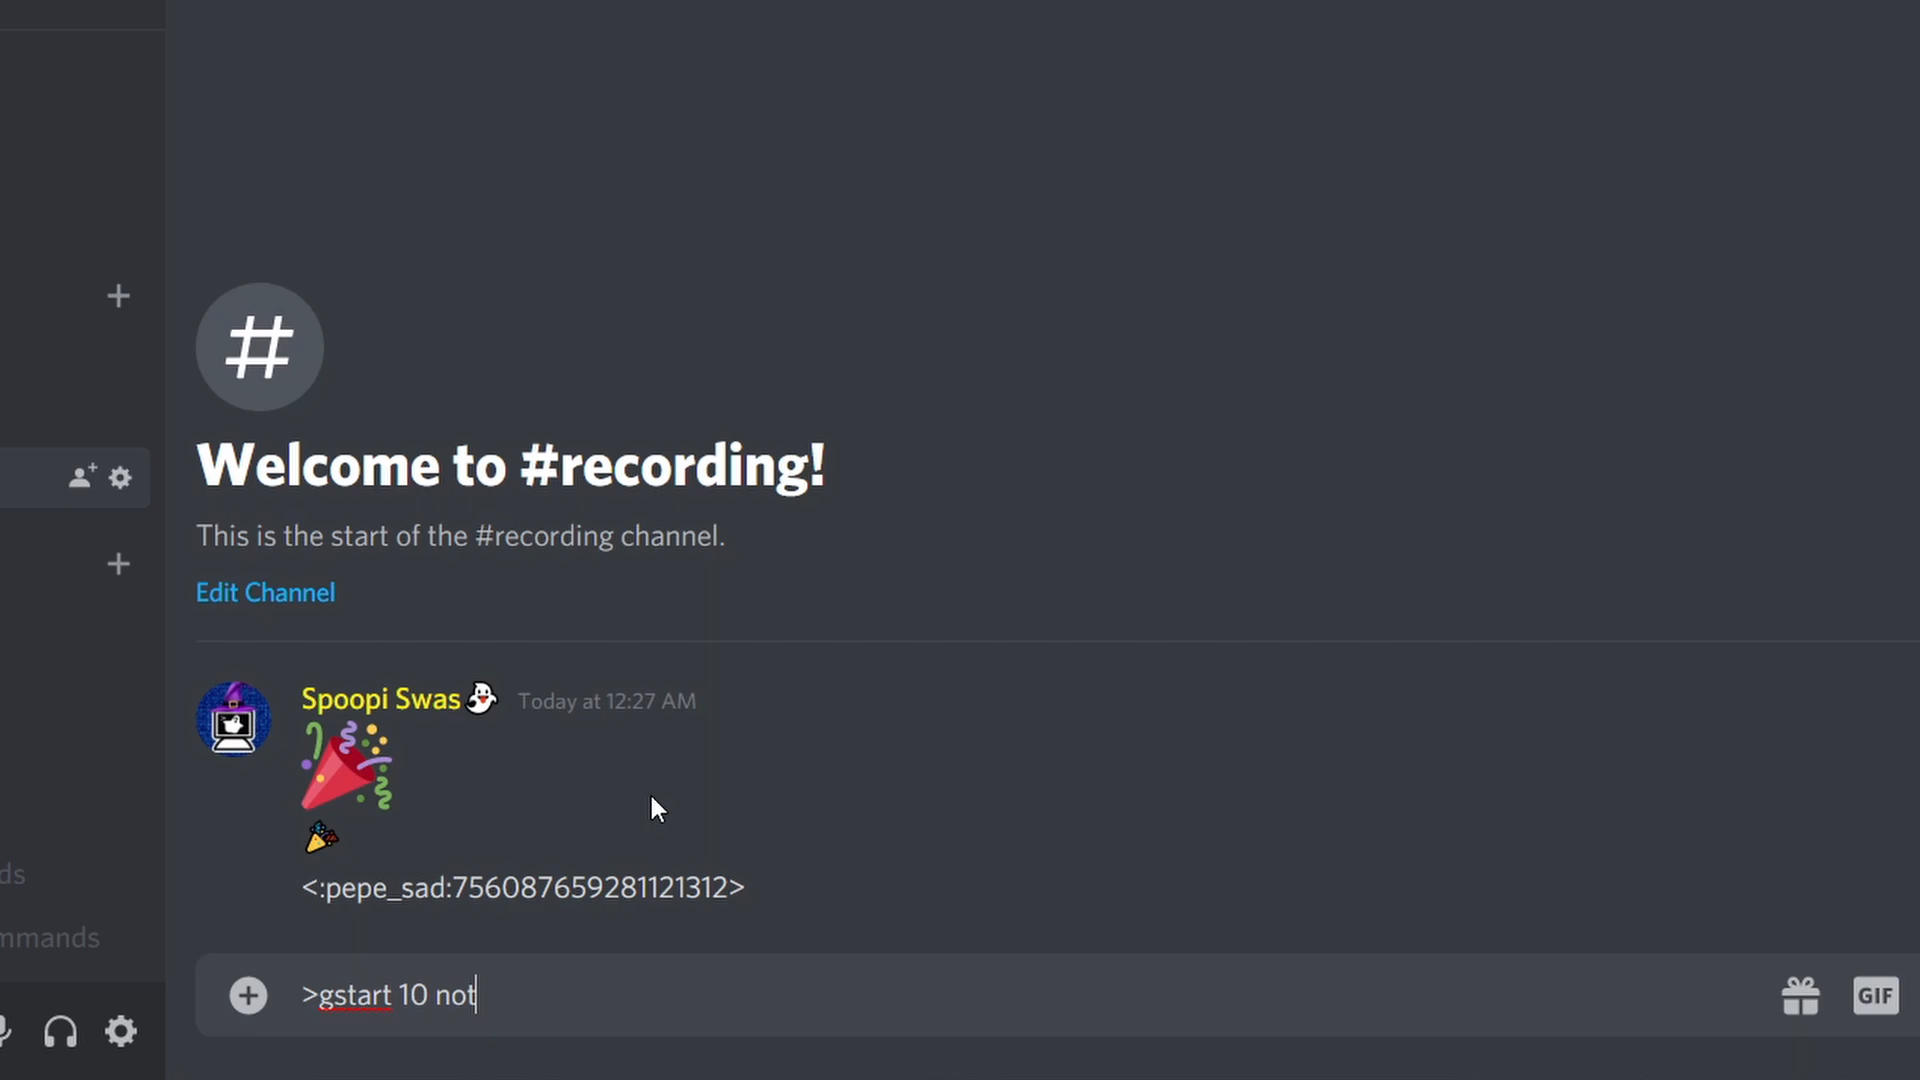 Welcome to #recording!
This is the start of the #recording channel.
Edit Channel
Spoopi Swas Today at 12:27 AM
<:pepe_sad:756087659281121312>
ds
mmands
>gstart 10 not
GIF